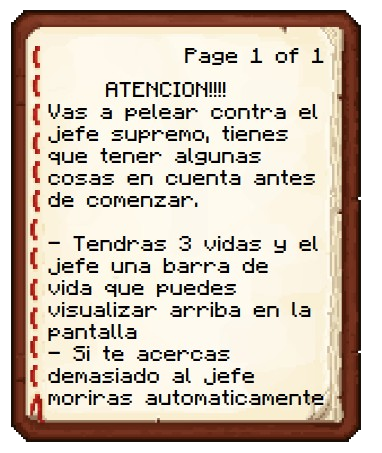 Page 1 of 1
ATENCION!!!!
Vas a pelear contra el
jefe supremo, tienes
que tener algunas
cosas en cuenta antes
de comenzar.
- Tendras 3 vidas y el
jefe una barra de
vida que puedes
visualizar arriba en la
pantalla
- Si te acercas
demasiado al jefe
moriras automaticamente